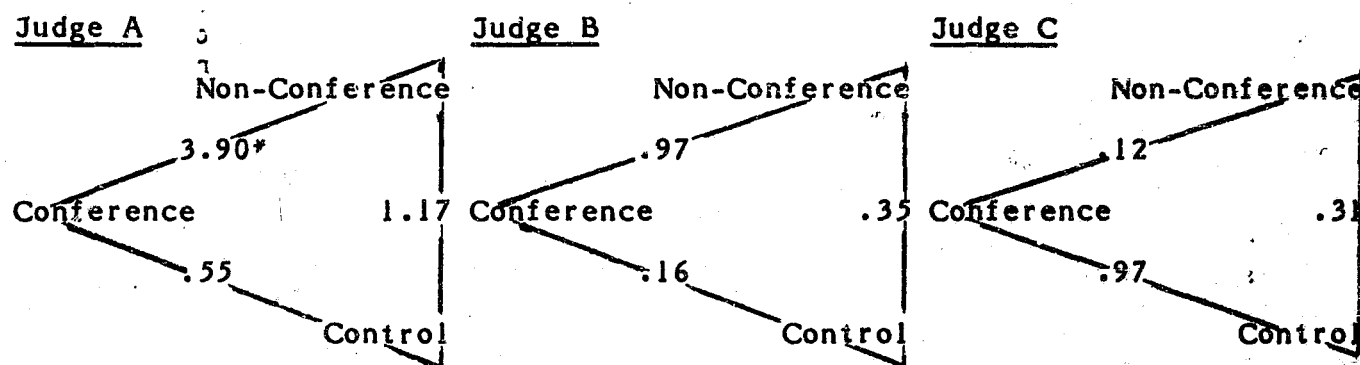 Judge A Judge B Judge C
Non-Conference Non-Conference Non-Conference
3.90* .97 .12
Conference 1.17 Conference .35 Conference .31
.55 .16 .97
Control Control Control